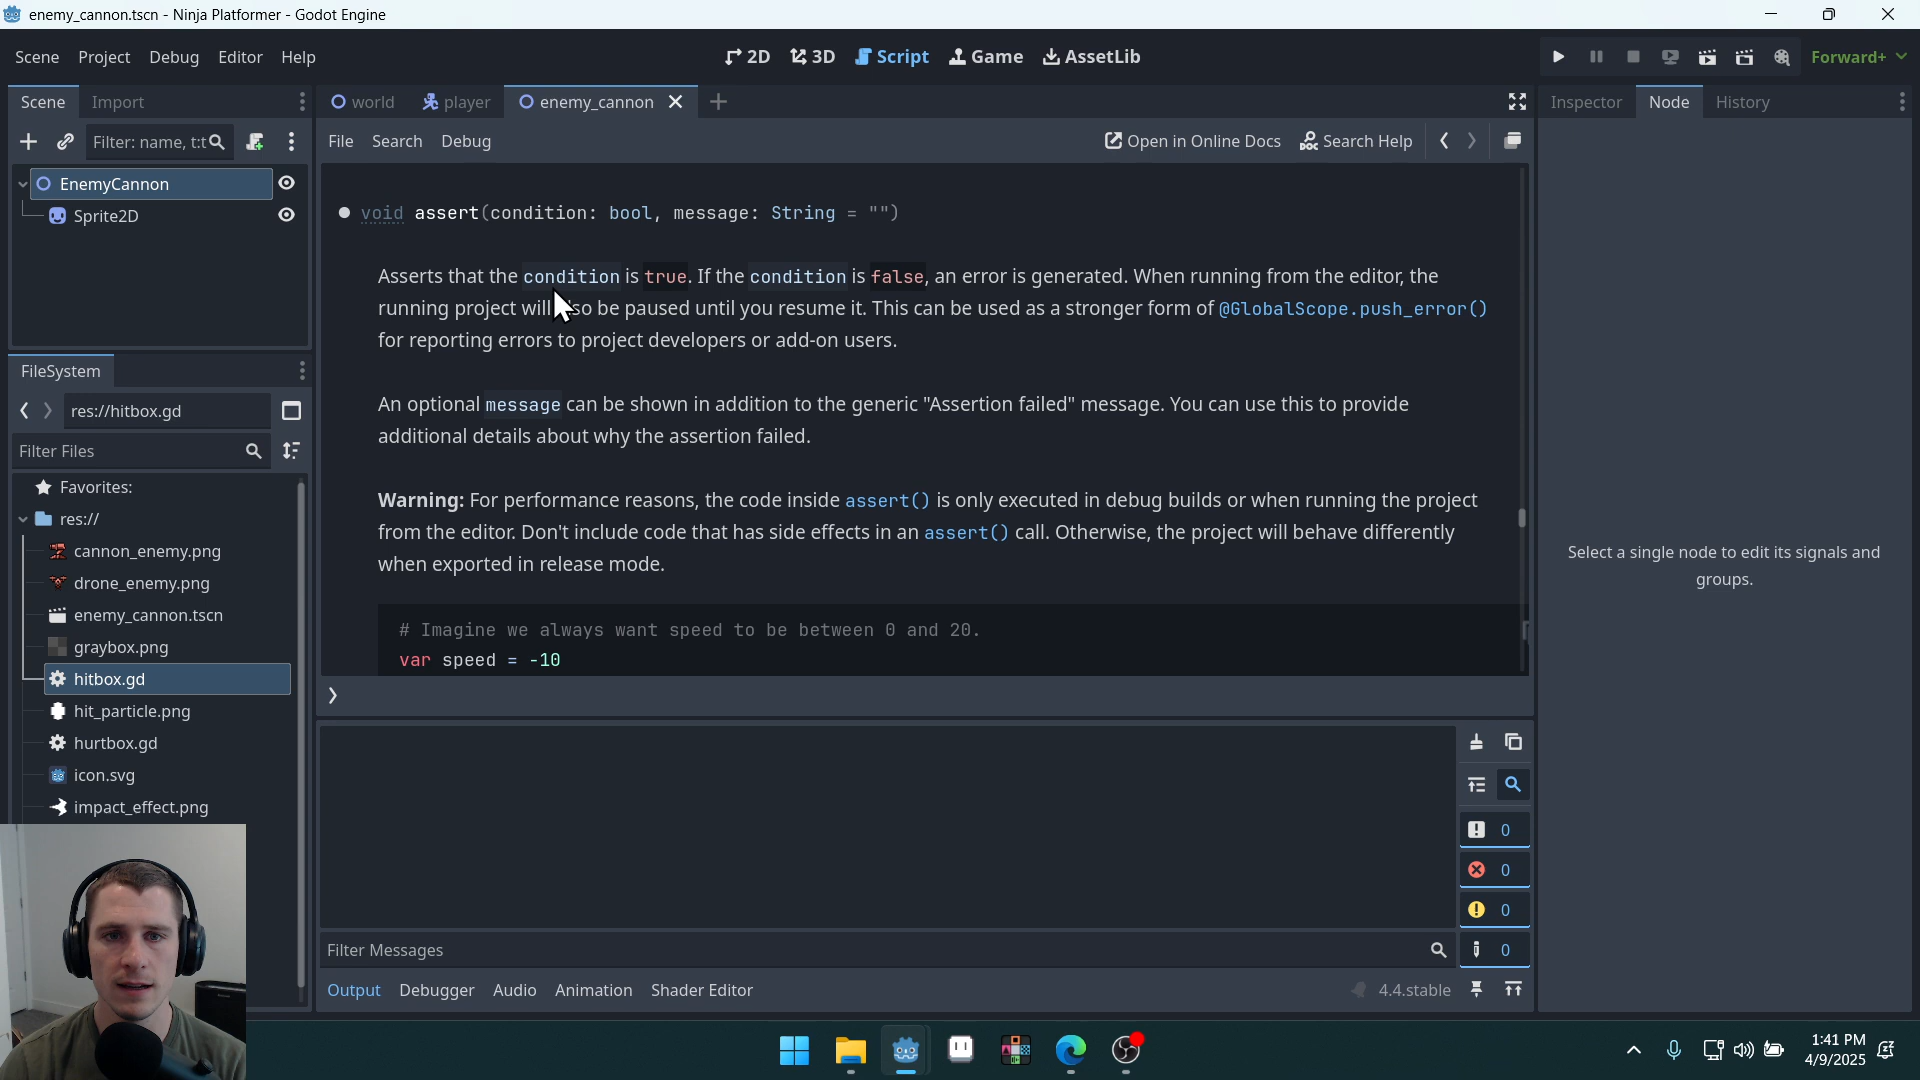 enemy_cannon.tscn - Ninja Platformer - Godot Engine
Scene Project Debug Editor Help
2D 3D Script Game AssetLib
Forward+
Scene Import
world player enemy_cannon
Inspector Node History
Filter: name, t:t
File Search Debug
Open in Online Docs Search Help
EnemyCannon
Sprite2D
void assert(condition: bool, message: String = "")
Asserts that the condition is true. If the condition is false, an error is generated. When running from the editor, the
running project will also be paused until you resume it. This can be used as a stronger form of @GlobalScope.push_error()
for reporting errors to project developers or add-on users.
An optional message can be shown in addition to the generic "Assertion failed" message. You can use this to provide
additional details about why the assertion failed.
Warning: For performance reasons, the code inside assert() is only executed in debug builds or when running the project
from the editor. Don't include code that has side effects in an assert() call. Otherwise, the project will behave differently
when exported in release mode.
# Imagine we always want speed to be between 0 and 20.
var speed = -10
Select a single node to edit its signals and
groups.
FileSystem
res://hitbox.gd
Filter Files
Favorites:
res://
cannon_enemy.png
drone_enemy.png
enemy_cannon.tscn
graybox.png
hitbox.gd
hit_particle.png
hurtbox.gd
icon.svg
impact_effect.png
0
0
0
0
Filter Messages
Output Debugger Audio Animation Shader Editor
4.4.stable
1:41 PM
4/9/2025